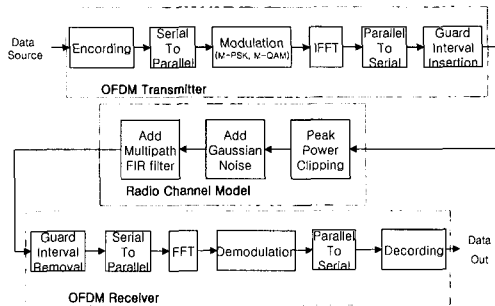 Data
Source
Encording
Serial
To
Parallel
Modulation
(M-PSK, M-QAM)
IFFT
Parallel
To
Serial
Guard
Interval
Insertion
OFDM Transmitter
Add
Multipath
FIR filter
Add
Gaussian
Noise
Peak
Power
Clipping
Radio Channel Model
Guard
Interval
Removal
Serial
To
Parallel
FFT
Demodulation
Parallel
To
Serial
Decording
Data
Out
OFDM Receiver